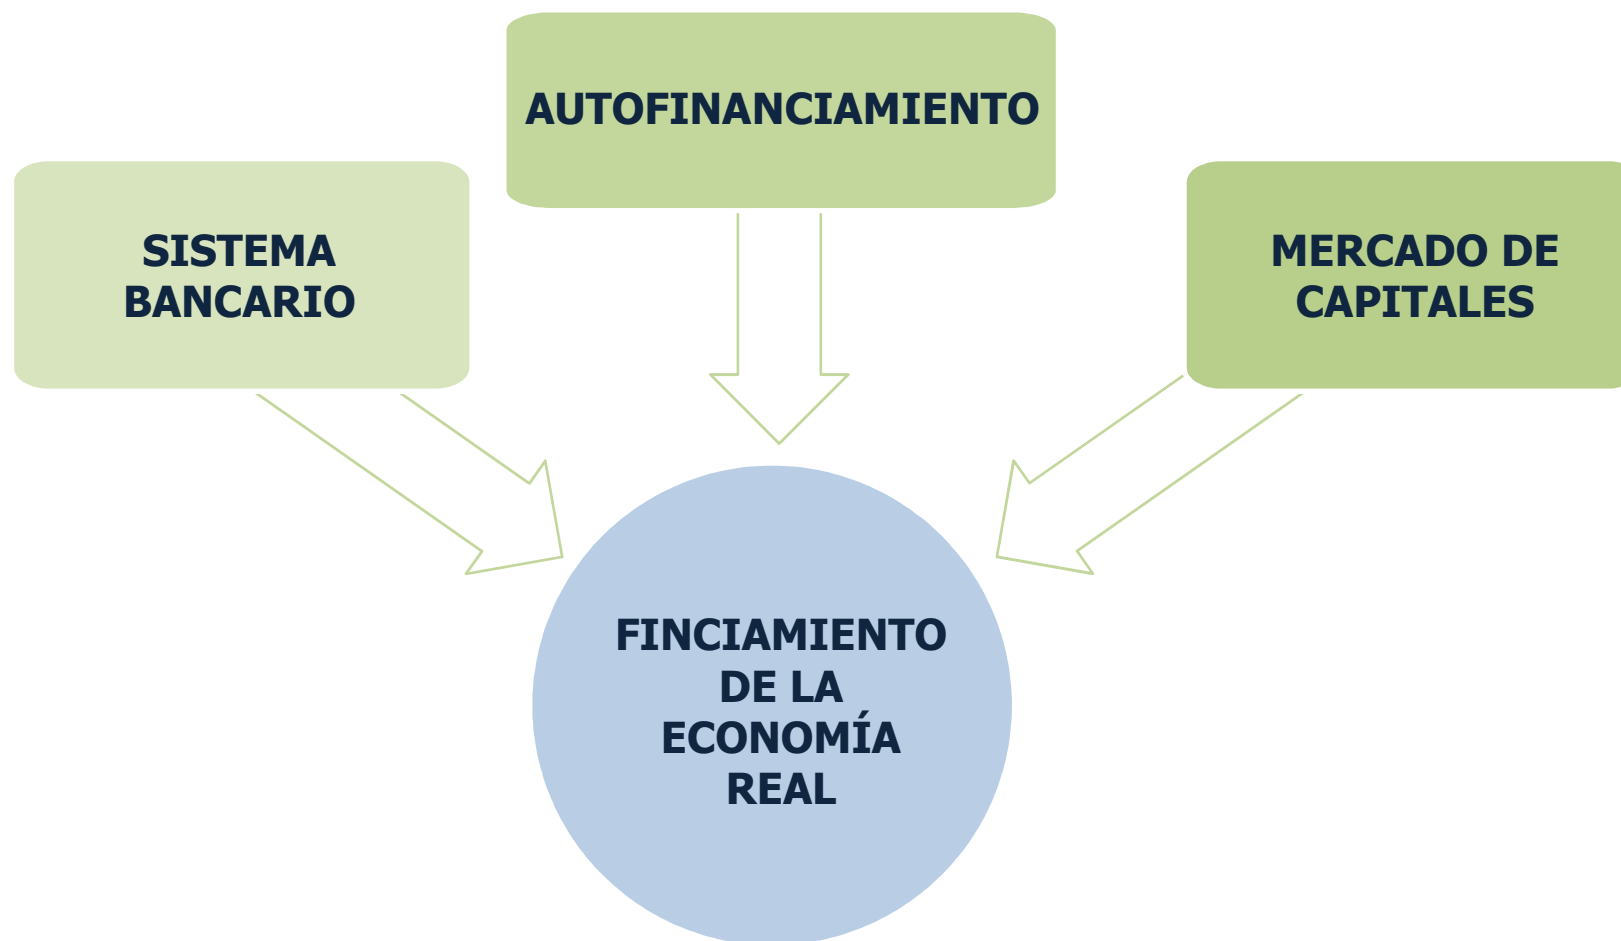 AUTOFINANCIAMIENTO
SISTEMA
BANCARIO
MERCADO DE
CAPITALES
FINCIAMIENTO
DE LA
ECONOMÍA
REAL